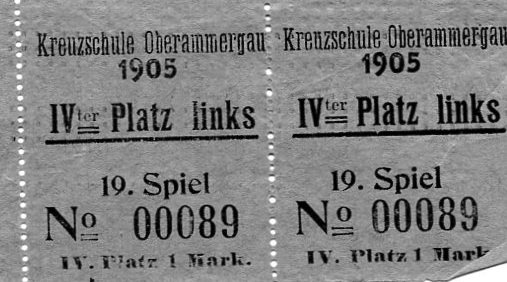 Kreuzschule Oberammergau
1905
IVter Platz links
19. Spiel
No 00089
IV. Platz 1 Mark.
Kreuzschule Oberammergau
1905
IVter Platz links
19. Spiel
No 00089
IV. Platz 1 Mark